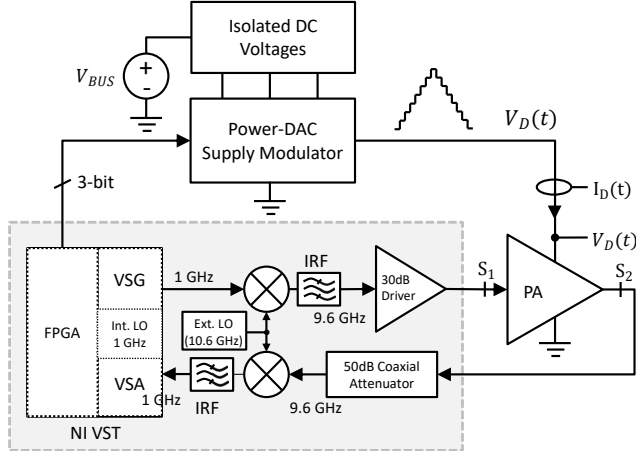 Isolated DC
Voltages
V_BUS
+
-
Power-DAC
Supply Modulator
V_D(t)
3-bit
I_D(t)
V_D(t)
VSG
1 GHz
IRF
30dB
Driver
S_1
S_2
FPGA
Int. LO
1 GHz
9.6 GHz
PA
Ext. LO
(10.6 GHz)
VSA
50dB Coaxial
Attenuator
1 GHz
IRF
9.6 GHz
NI VST